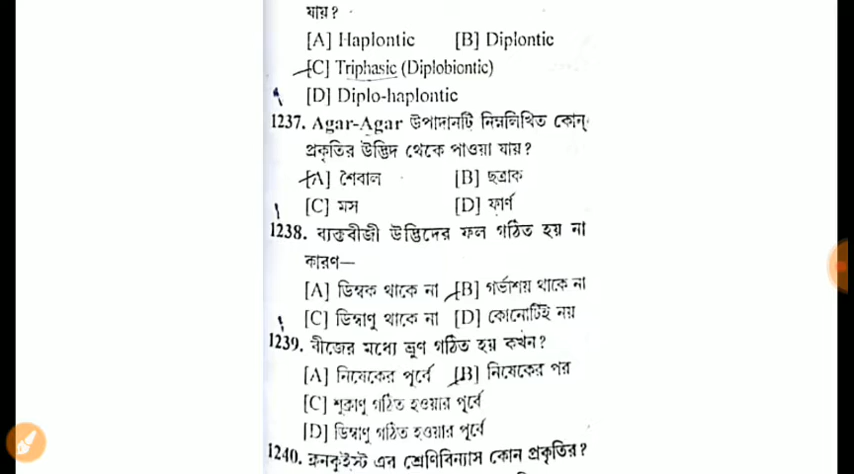 যায়?
[A] Haplontic [B] Diplontic
[C] Triphasic (Diplobiontic)
[D] Diplo-haplontic
1237. Agar-Agar উপাদানটি নিম্নলিখিত কোন্
প্রকৃতির উদ্ভিদ থেকে পাওয়া যায়?
[A] শৈবাল [B] ছত্রাক
[C] মস [D] ফার্ণ
1238. ব্যক্তবীজী উদ্ভিদের ফল গঠিত হয় না
কারণ—
[A] ডিম্বক থাকে না [B] গর্ভাশয় থাকে না
[C] ডিম্বাণু থাকে না [D] কোনোটিই নয়
1239. বীজের মধ্যে ভ্রুণ গঠিত হয় কখন?
[A] নিষেকের পূর্বে [B] নিষেকের পর
[C] শুক্রাণু গঠিত হওয়ার পূর্বে
[D] ডিম্বাণু গঠিত হওয়ার পূর্বে
1240. ক্রনকুইস্ট এর শ্রেণিবিন্যাস কোন প্রকৃতির?